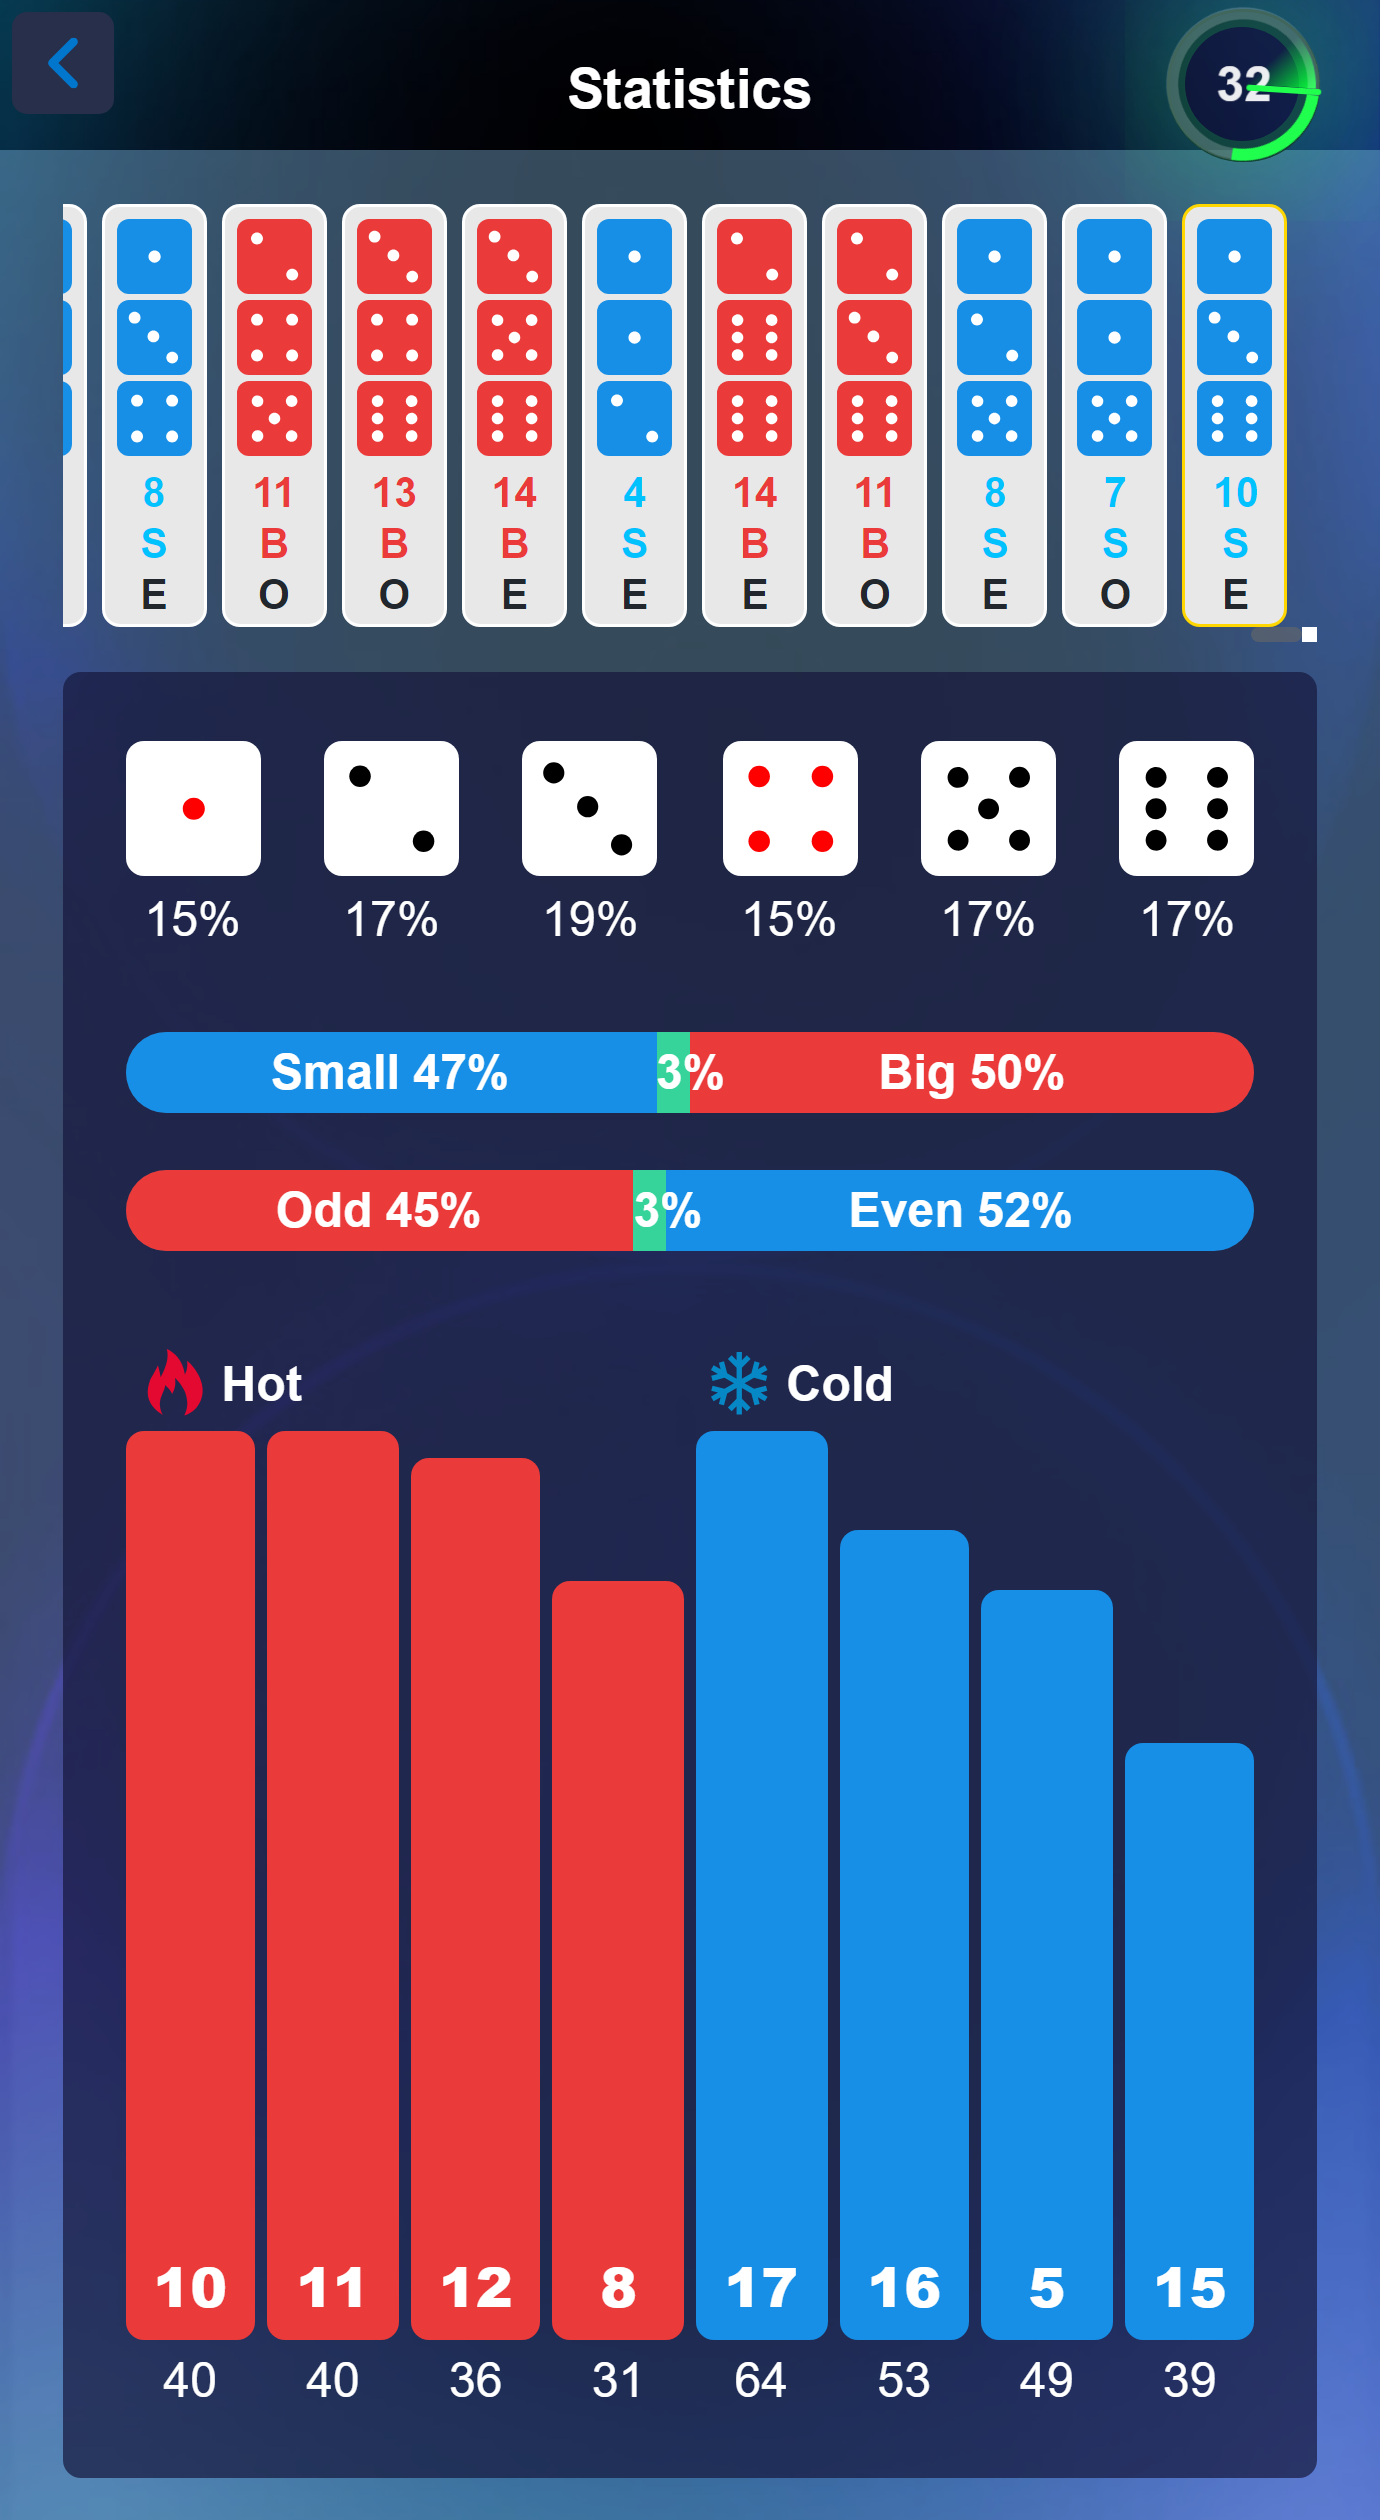 Statistics
32
8 11 13 14 4 14 11 8 7 10
S B B B S B B S S S
E O O E E E O E O E
15% 17% 19% 15% 17% 17%
Small 47% 3% Big 50%
Odd 45% 3% Even 52%
Hot Cold
10 11 12 8 17 16 5 15
40 40 36 31 64 53 49 39